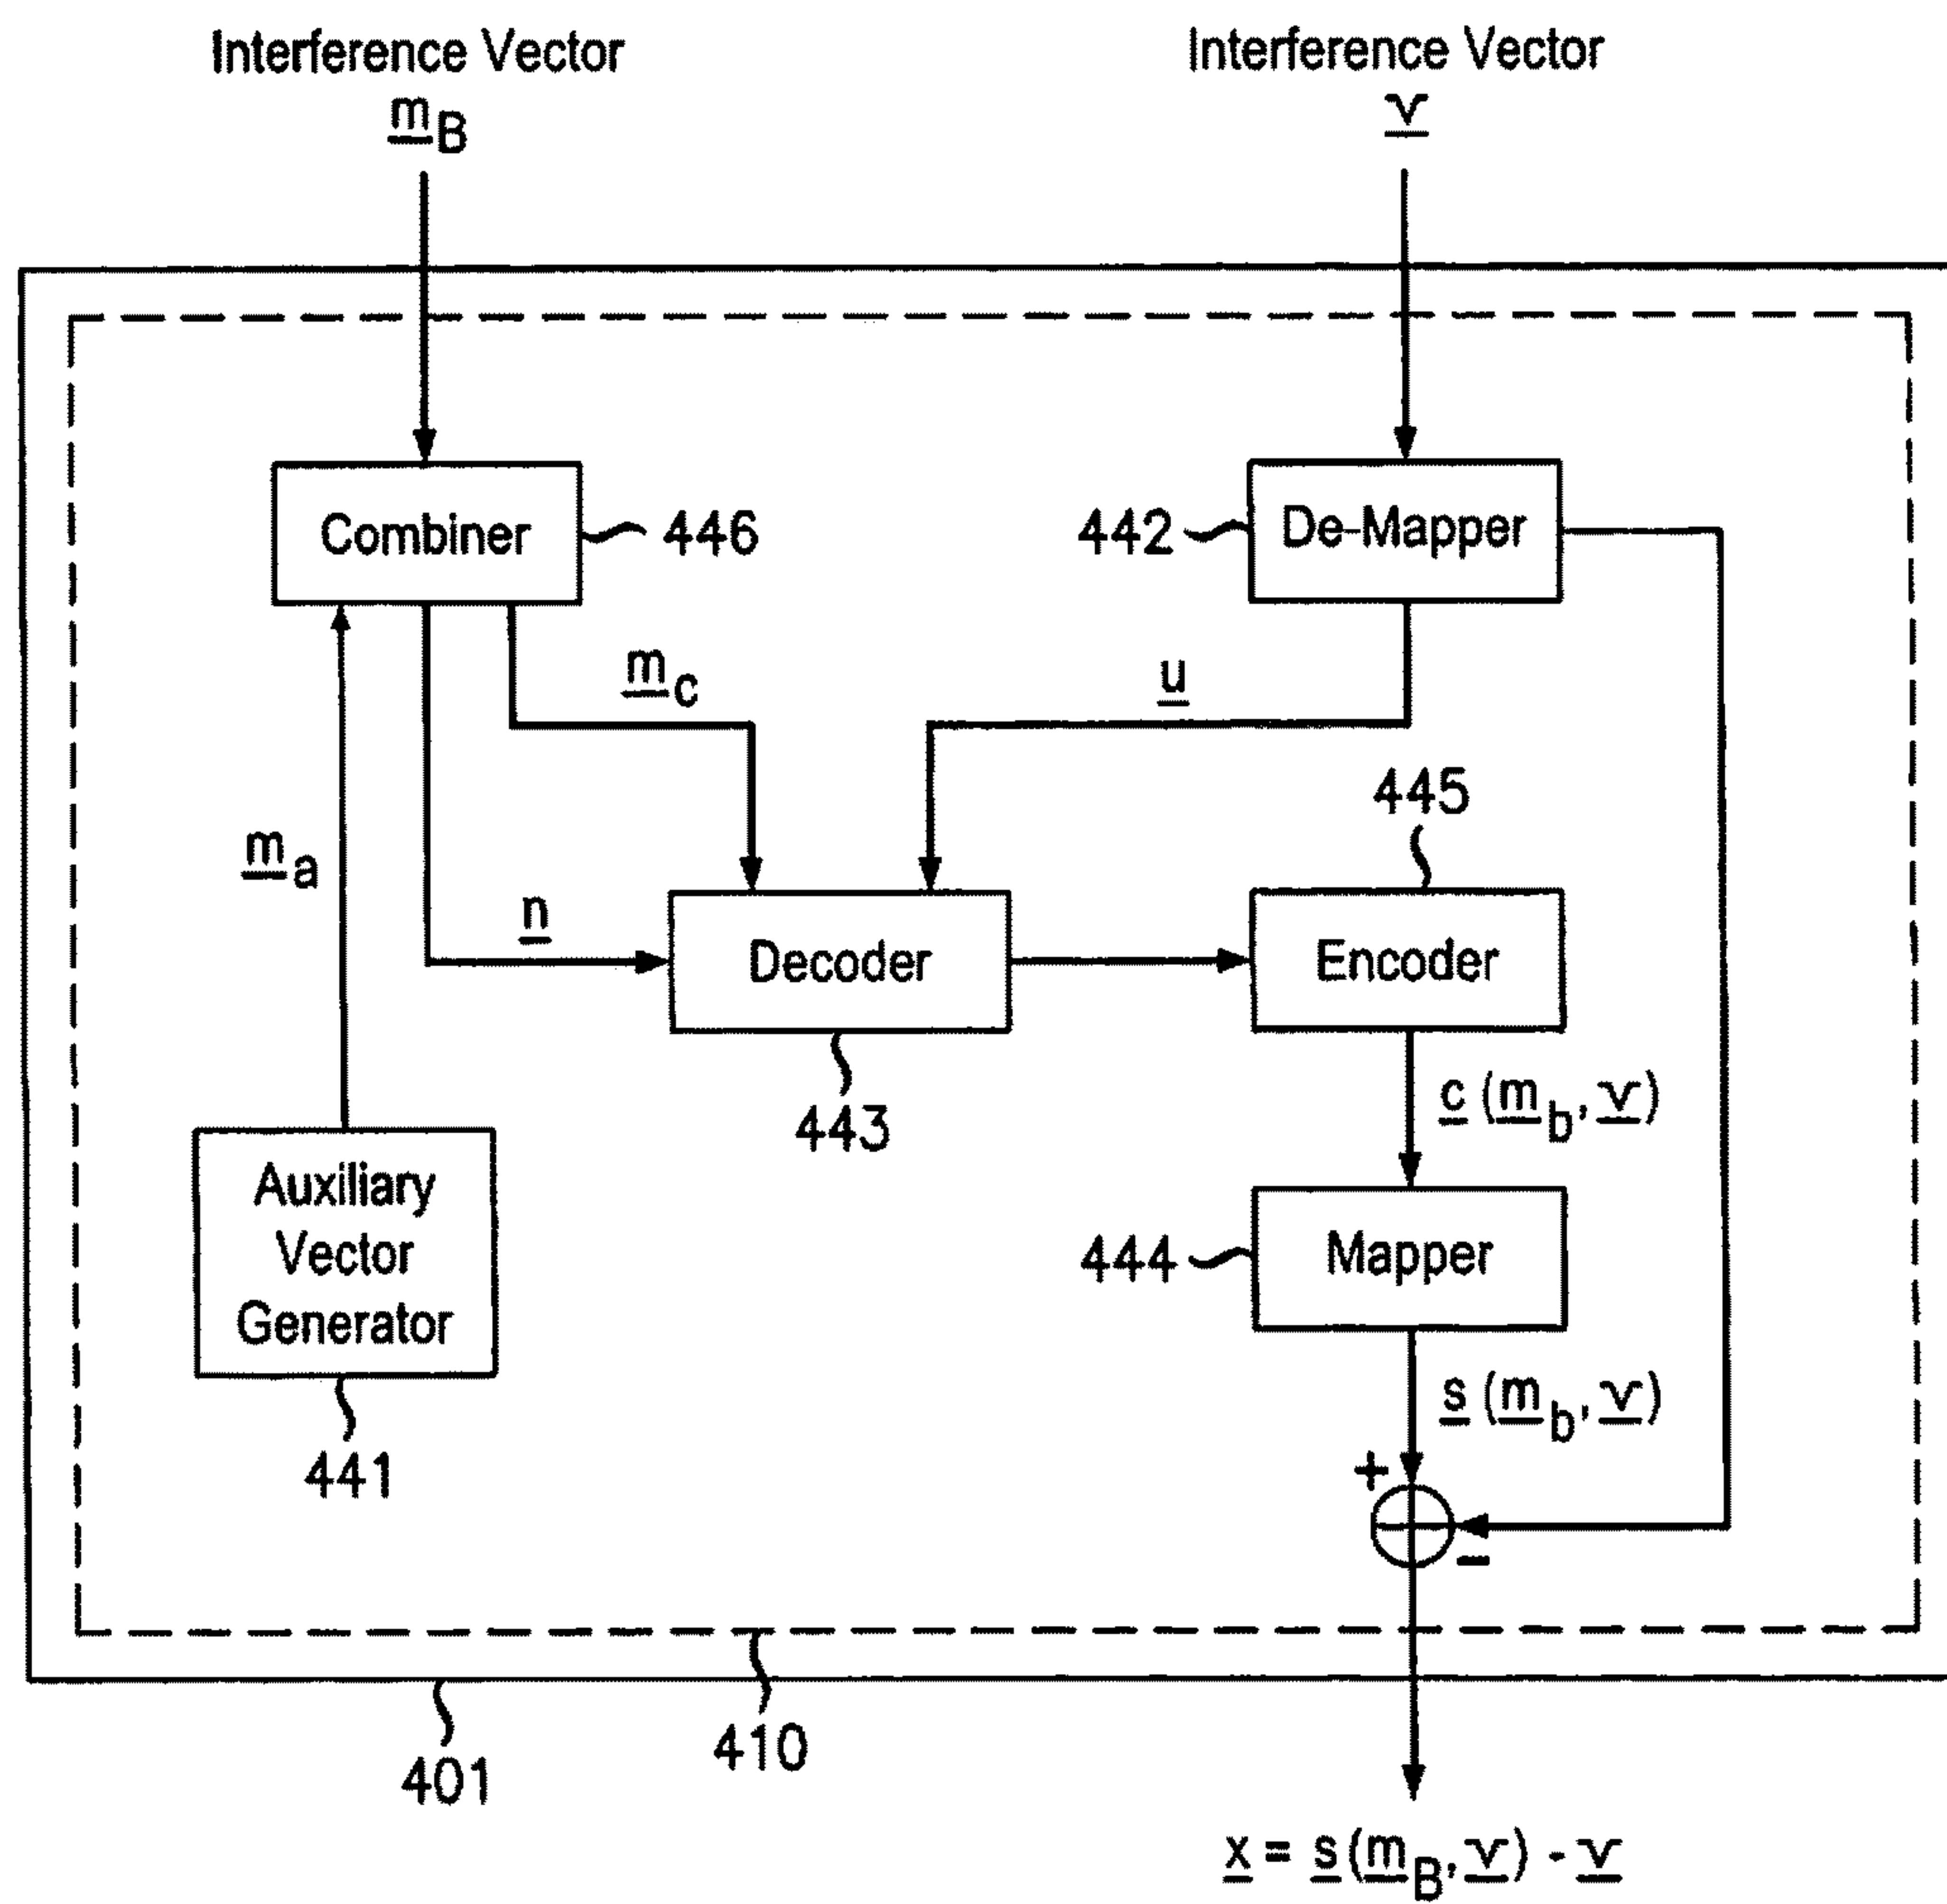 Interference Vector
m_B
Interference Vector
v
Combiner
446
442
De-Mapper
m_c
u
445
m_a
n
Decoder
Encoder
443
c (m_b, v)
Auxiliary
Vector
Generator
444
Mapper
s (m_b, v)
441
+
-
410
401
x = s (m_B, v) - v